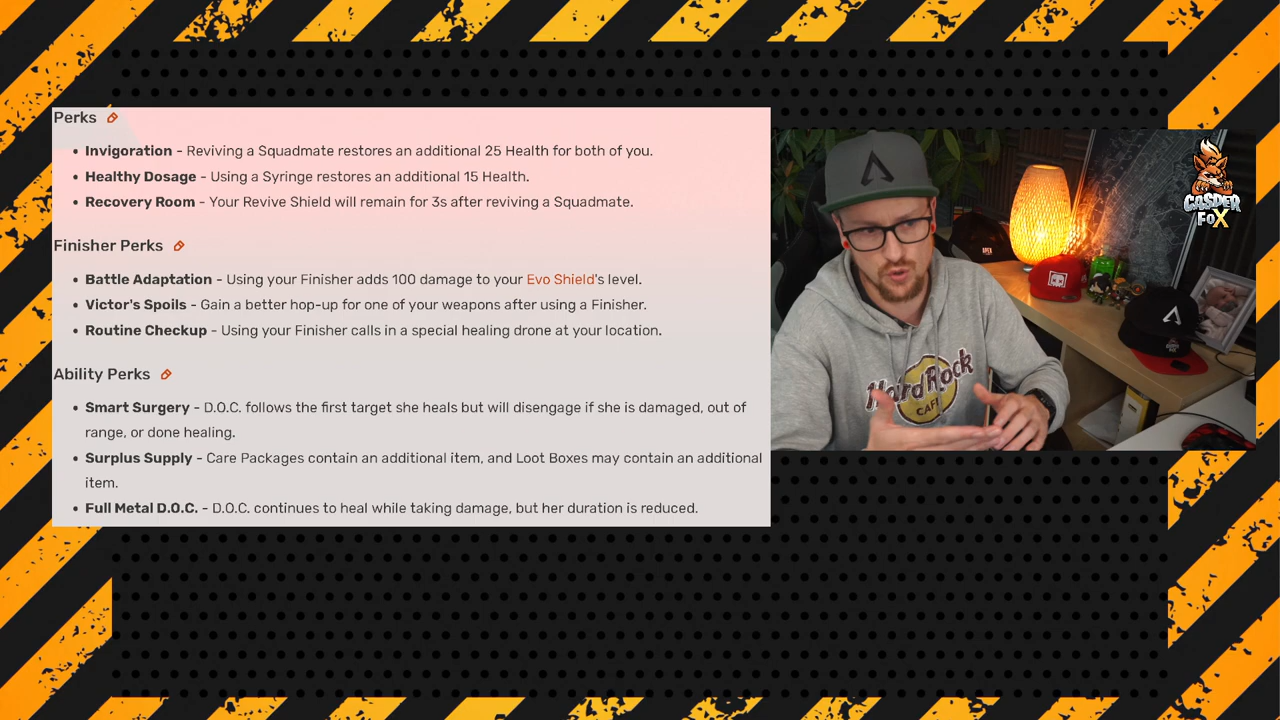 Perks
• Invigoration - Reviving a Squadmate restores an additional 25 Health for both of you.
• Healthy Dosage - Using a Syringe restores an additional 15 Health.
• Recovery Room - Your Revive Shield will remain for 3s after reviving a Squadmate.
Finisher Perks
• Battle Adaptation - Using your Finisher adds 100 damage to your Evo Shield's level.
• Victor's Spoils - Gain a better hop-up for one of your weapons after using a Finisher.
• Routine Checkup - Using your Finisher calls in a special healing drone at your location.
Ability Perks
• Smart Surgery - D.O.C. follows the first target she heals but will disengage if she is damaged, out of
range, or done healing.
• Surplus Supply - Care Packages contain an additional item, and Loot Boxes may contain an additional
item.
• Full Metal D.O.C. - D.O.C. continues to heal while taking damage, but her duration is reduced.
CASPER
FOX
Hard Rock
CAFE